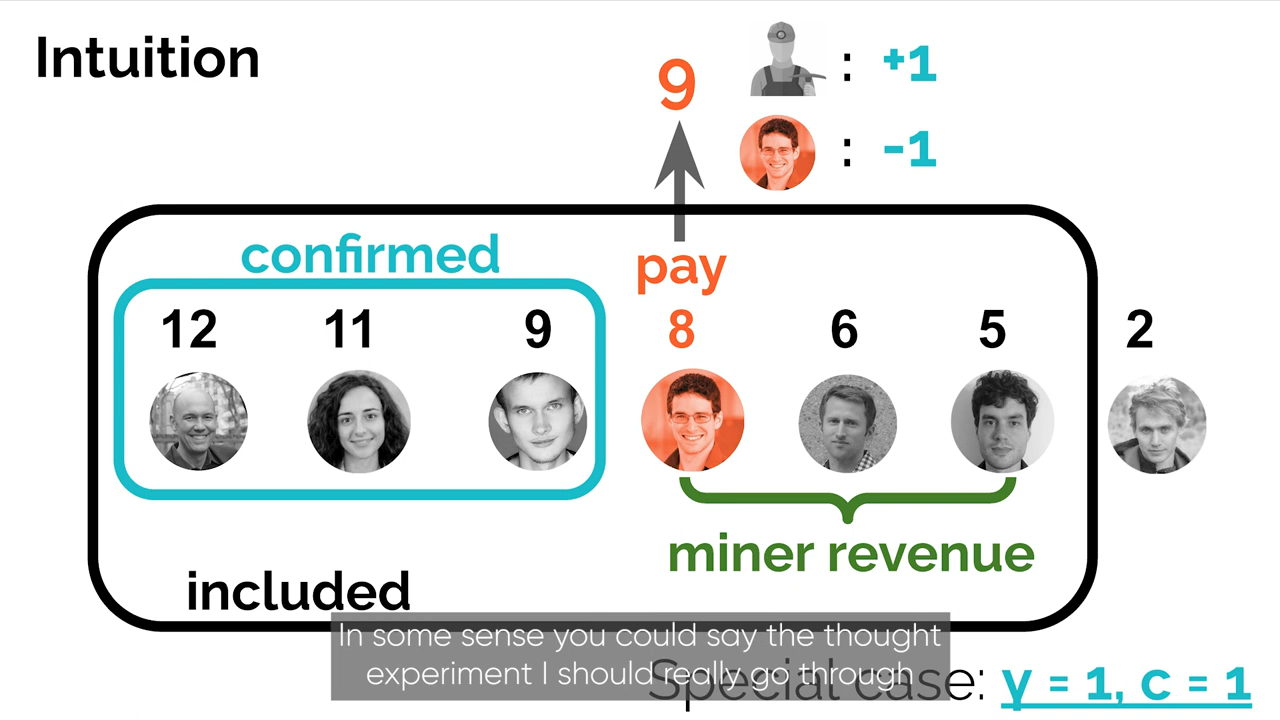 Intuition
9
: +1
: -1
confirmed
pay
12 11 9 8 6 5 2
miner revenue
included
In some sense you could say the thought
experiment I should really go through
Special case: γ = 1, c = 1